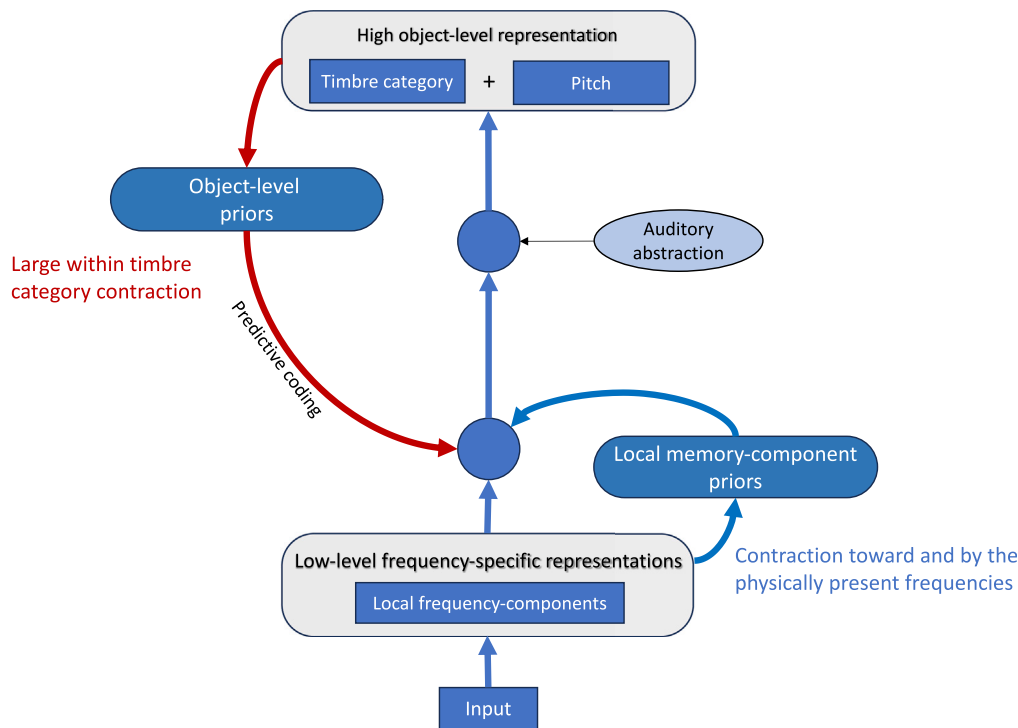 High object-level representation
Timbre category + Pitch
Object-level
priors
Auditory
abstraction
Large within timbre
category contraction
Predictive coding
Local memory-component
priors
Low-level frequency-specific representations
Local frequency-components
Contraction toward and by the
physically present frequencies
Input